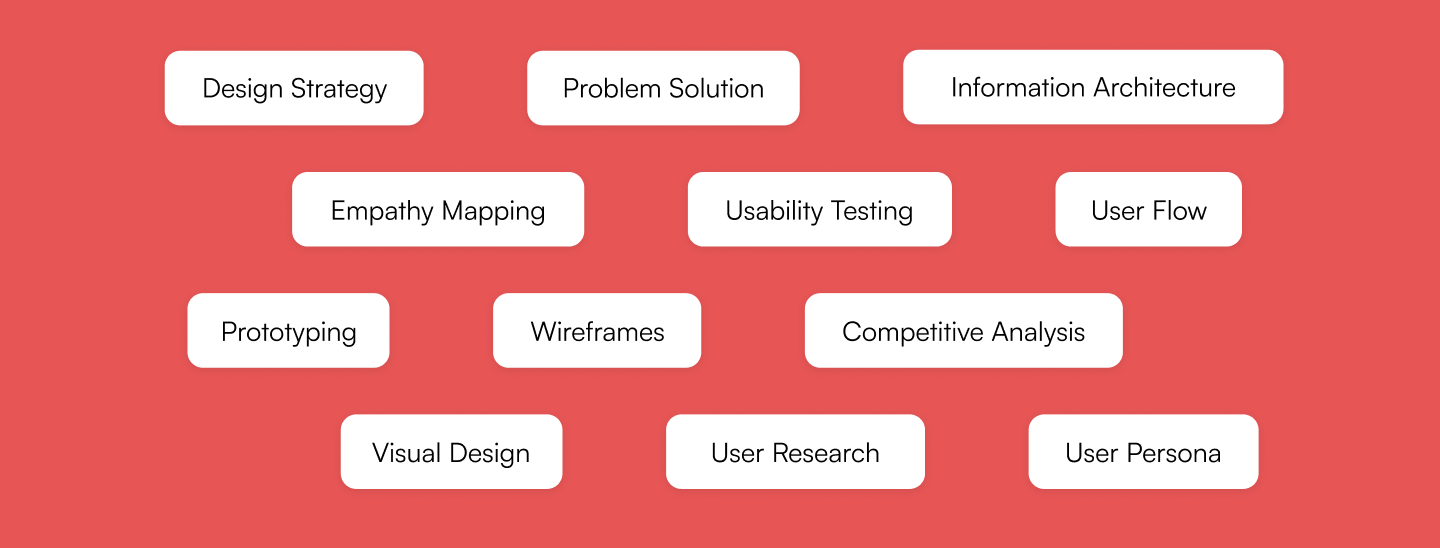 Design Strategy
Problem Solution
Information Architecture
Empathy Mapping
Usability Testing
User Flow
Prototyping
Wireframes
Competitive Analysis
Visual Design
User Research
User Persona